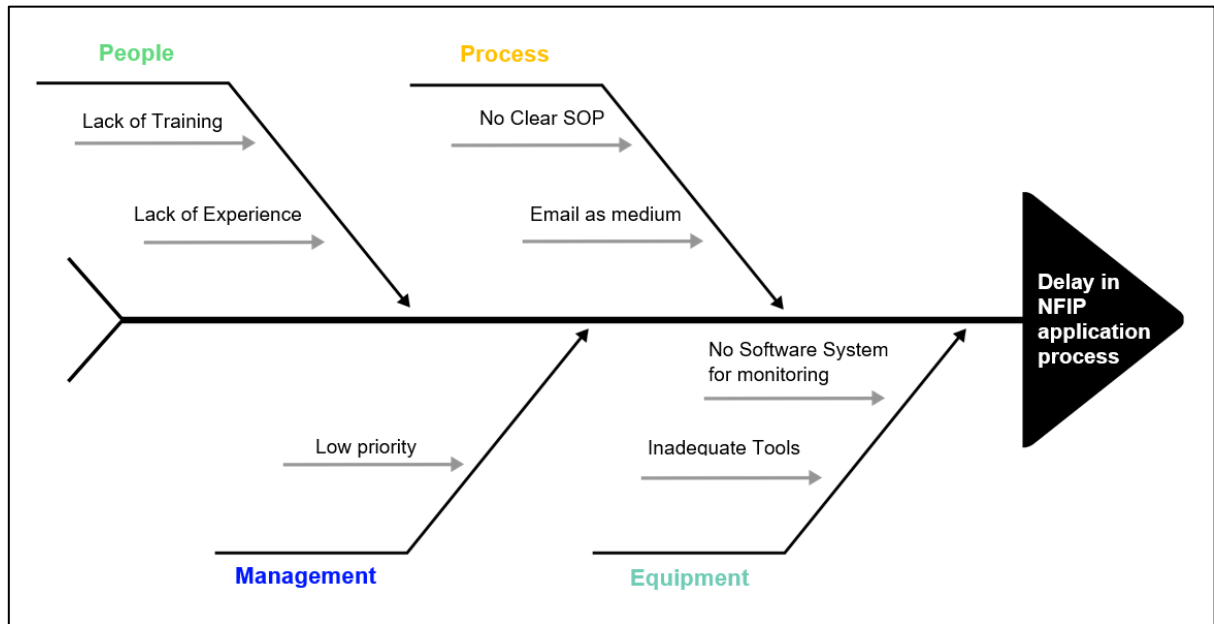 People
Process
Lack of Training
No Clear SOP
Lack of Experience
Email as medium
Delay in
NFIP
application
process
No Software System
for monitoring
Low priority
Inadequate Tools
Management
Equipment